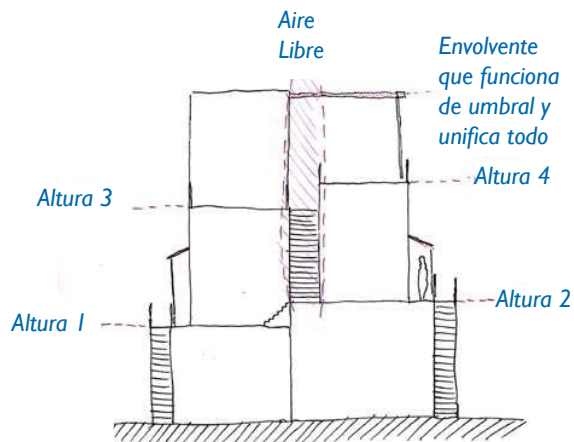 Aire
Libre
Envolvente
que funciona
de umbral y
unifica todo
Altura 4
Altura 3
Altura 2
Altura 1